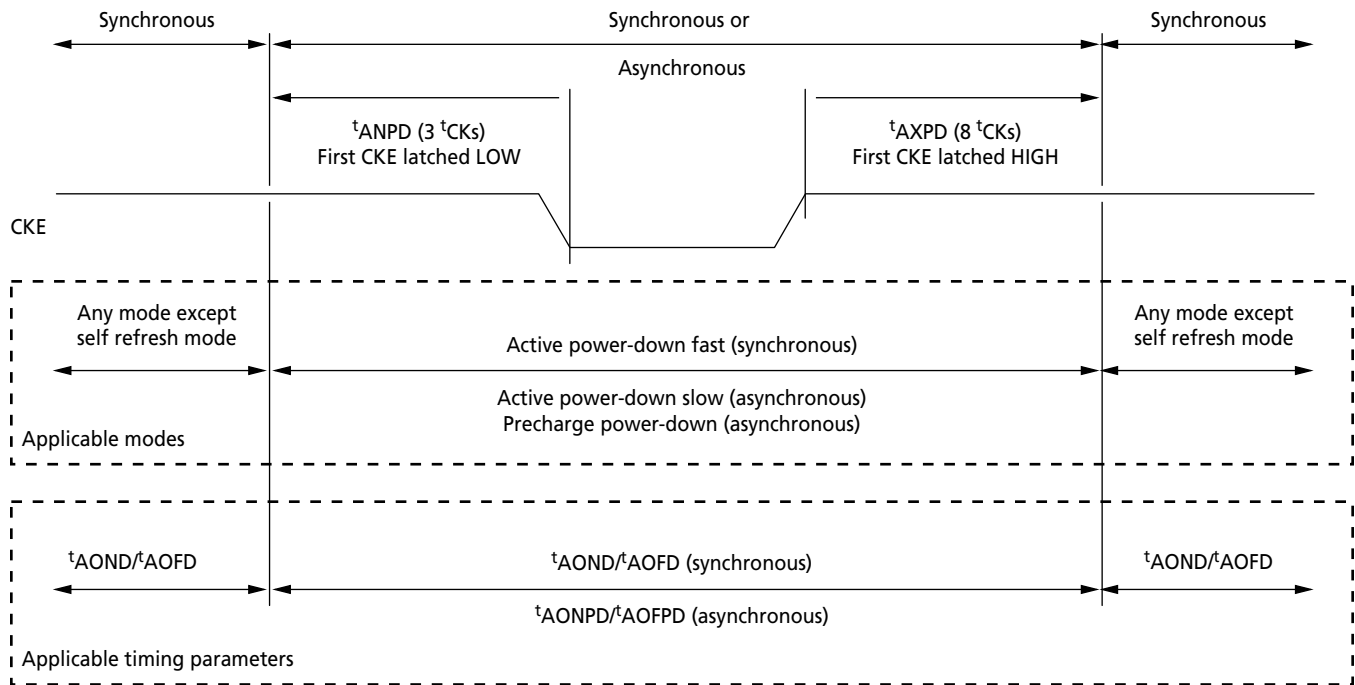 Synchronous
Synchronous or
Synchronous
Asynchronous
tANPD (3 tCKs)
First CKE latched LOW
tAXPD (8 tCKs)
First CKE latched HIGH
CKE
Any mode except
self refresh mode
Active power-down fast (synchronous)
Any mode except
self refresh mode
Active power-down slow (asynchronous)
Precharge power-down (asynchronous)
Applicable modes
tAOND/tAOFD
tAOND/tAOFD (synchronous)
tAOND/tAOFD
tAONPD/tAOFPD (asynchronous)
Applicable timing parameters